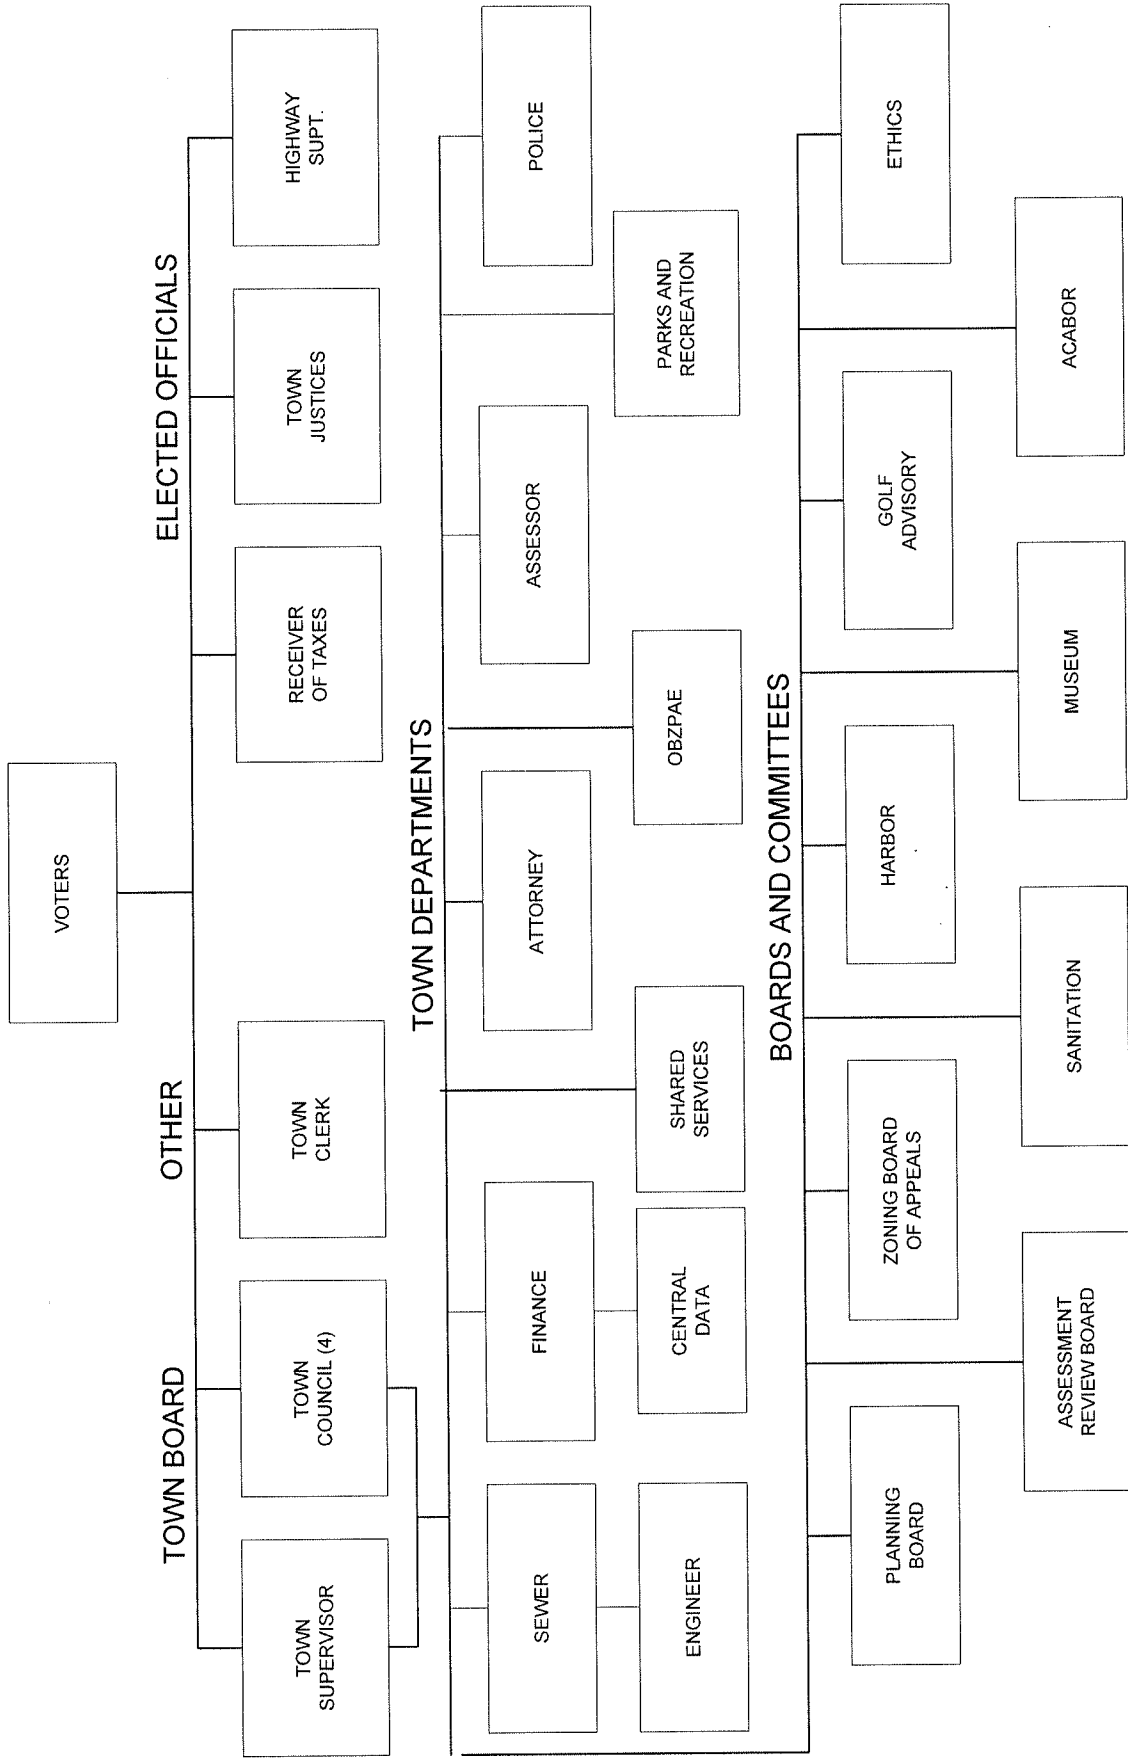 VOTERS
TOWN BOARD
OTHER
ELECTED OFFICIALS
TOWN
SUPERVISOR
TOWN
COUNCIL (4)
TOWN
CLERK
RECEIVER
OF TAXES
TOWN
JUSTICES
HIGHWAY
SUPT.
TOWN DEPARTMENTS
SEWER
FINANCE
ATTORNEY
ASSESSOR
POLICE
ENGINEER
CENTRAL
DATA
SHARED
SERVICES
OBZPAE
PARKS AND
RECREATION
BOARDS AND COMMITTEES
PLANNING
BOARD
ZONING BOARD
OF APPEALS
HARBOR
GOLF
ADVISORY
ETHICS
ASSESSMENT
REVIEW BOARD
SANITATION
MUSEUM
ACABOR